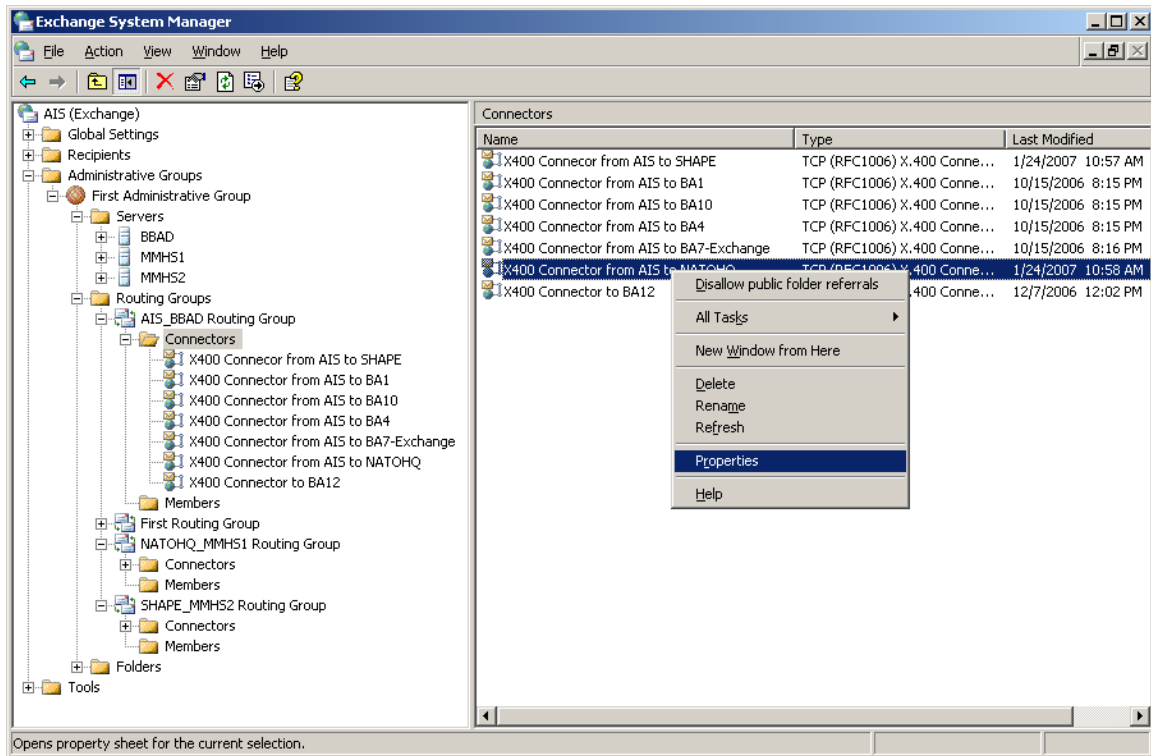 Exchange System Manager
File Action View Window Help
AIS (Exchange)
Global Settings
Recipients
Administrative Groups
First Administrative Group
Servers
BBAD
MMHS1
MMHS2
Routing Groups
AIS_BBAD Routing Group
Connectors
X400 Connecor from AIS to SHAPE
X400 Connector from AIS to BA1
X400 Connector from AIS to BA10
X400 Connector from AIS to BA4
X400 Connector from AIS to BA7-Exchange
X400 Connector from AIS to NATOHQ
X400 Connector to BA12
Members
First Routing Group
NATOHQ_MMHS1 Routing Group
Connectors
Members
SHAPE_MMHS2 Routing Group
Connectors
Members
Folders
Tools
Connectors
Name Type Last Modified
X400 Connecor from AIS to SHAPE TCP (RFC1006) X.400 Conne... 1/24/2007 10:57 AM
X400 Connector from AIS to BA1 TCP (RFC1006) X.400 Conne... 10/15/2006 8:15 PM
X400 Connector from AIS to BA10 TCP (RFC1006) X.400 Conne... 10/15/2006 8:15 PM
X400 Connector from AIS to BA4 TCP (RFC1006) X.400 Conne... 10/15/2006 8:15 PM
X400 Connector from AIS to BA7-Exchange TCP (RFC1006) X.400 Conne... 10/15/2006 8:16 PM
X400 Connector from AIS to NATOHQ TCP (RFC1006) X.400 Conne... 1/24/2007 10:58 AM
X400 Connector to BA12 .400 Conne... 12/7/2006 12:02 PM
Disallow public folder referrals
All Tasks
New Window from Here
Delete
Rename
Refresh
Properties
Help
Opens property sheet for the current selection.